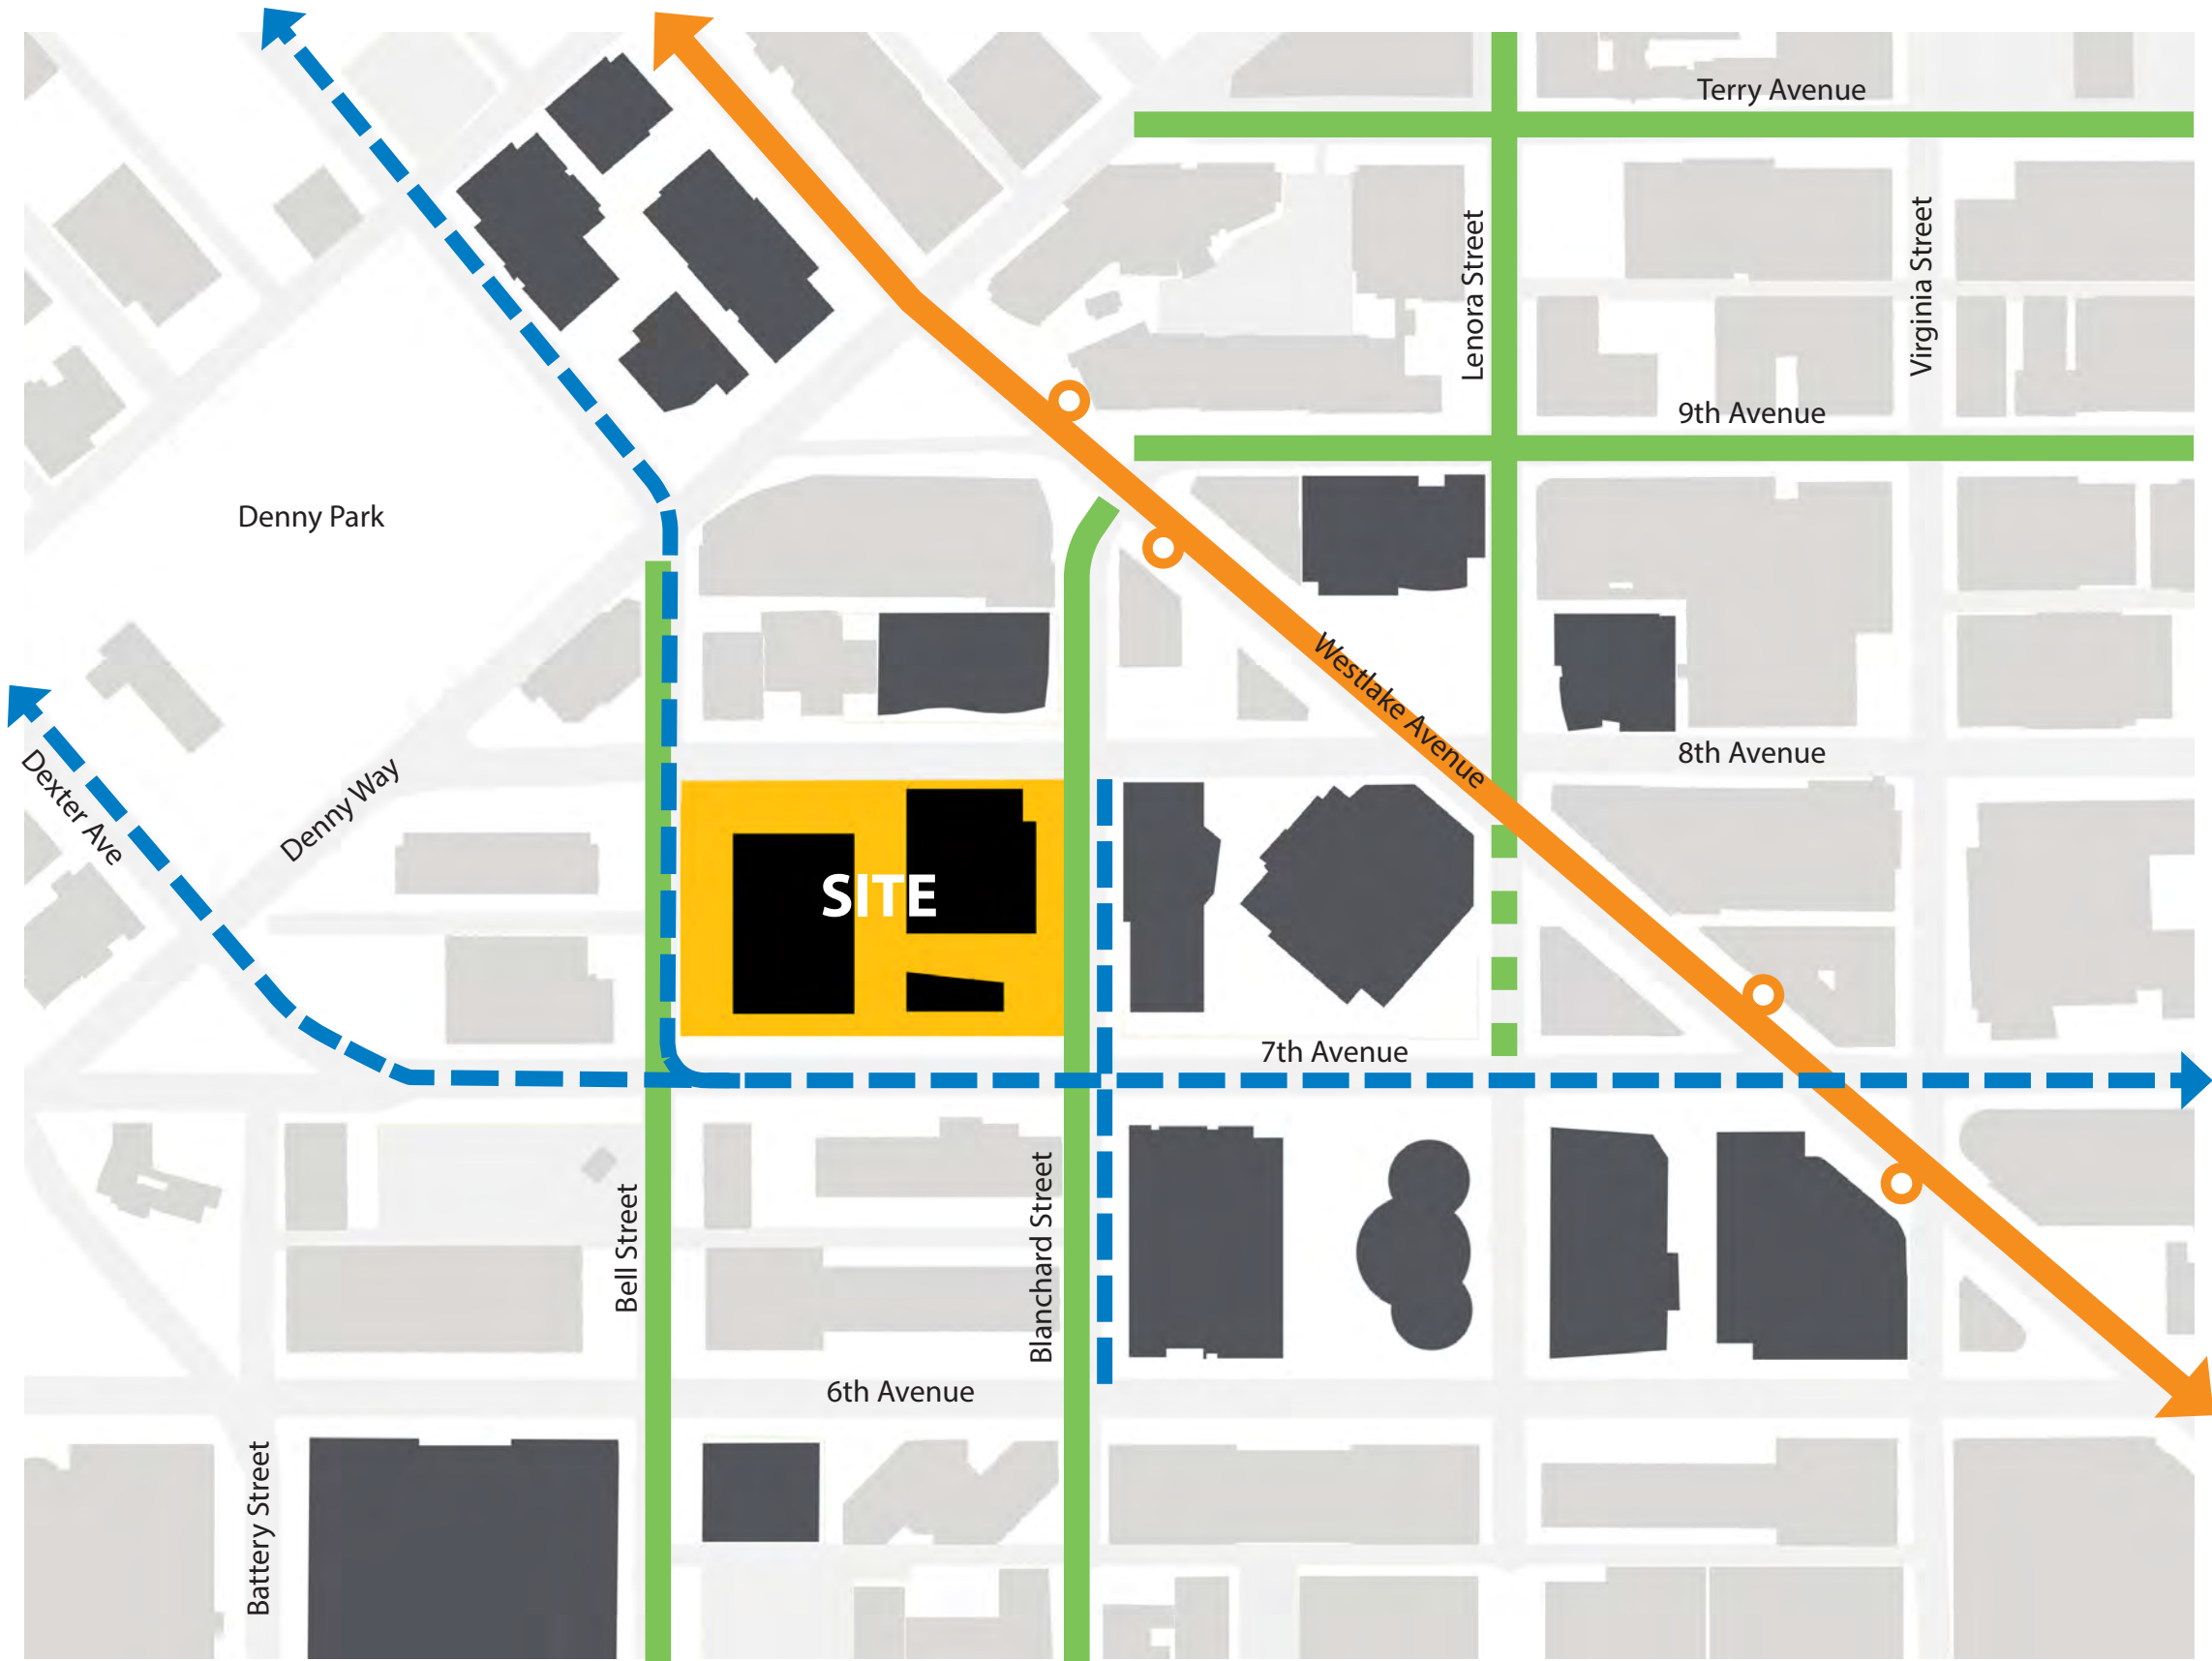 Terry Avenue
Lenora Street
Virginia Street
9th Avenue
Denny Park
Westlake Avenue
8th Avenue
Dexter Ave
Denny Way
SITE
7th Avenue
Bell Street
Blanchard Street
6th Avenue
Battery Street